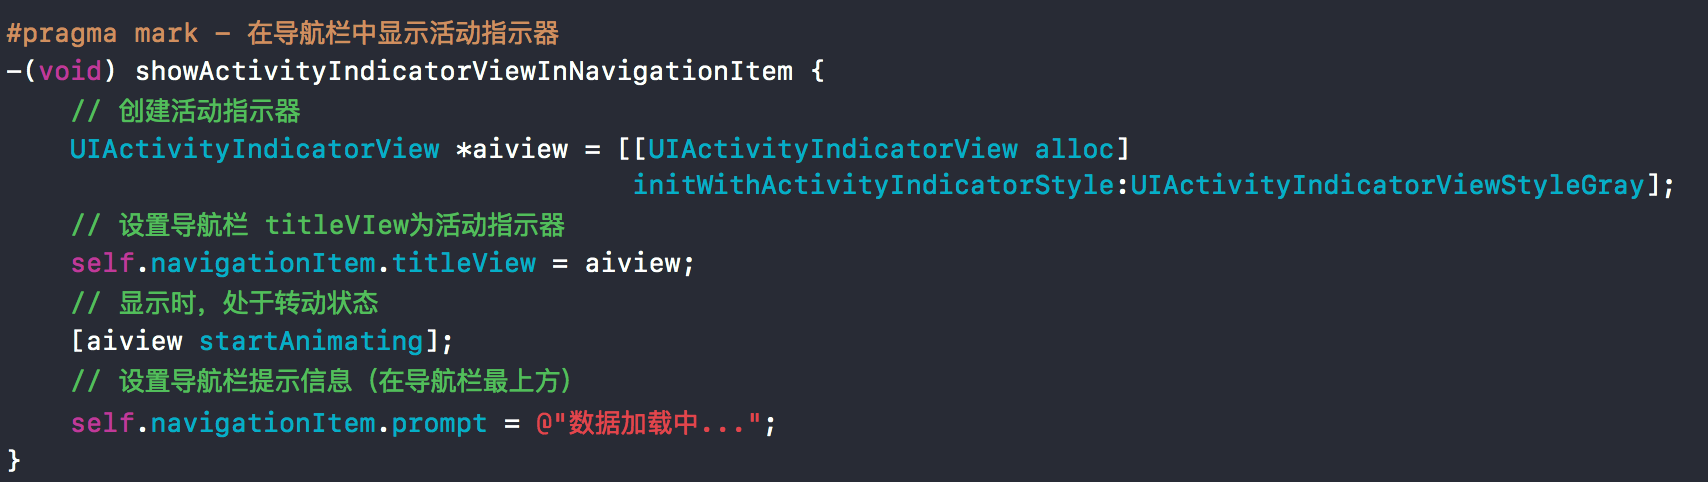 #pragma mark - 在导航栏中显示活动指示器
-(void) showActivityIndicatorViewInNavigationItem {
    // 创建活动指示器
    UIActivityIndicatorView *aiview = [[UIActivityIndicatorView alloc]
                                       initWithActivityIndicatorStyle:UIActivityIndicatorViewStyleGray];
    // 设置导航栏 titleVIew为活动指示器
    self.navigationItem.titleView = aiview;
    // 显示时，处于转动状态
    [aiview startAnimating];
    // 设置导航栏提示信息（在导航栏最上方）
    self.navigationItem.prompt = @"数据加载中...";
}